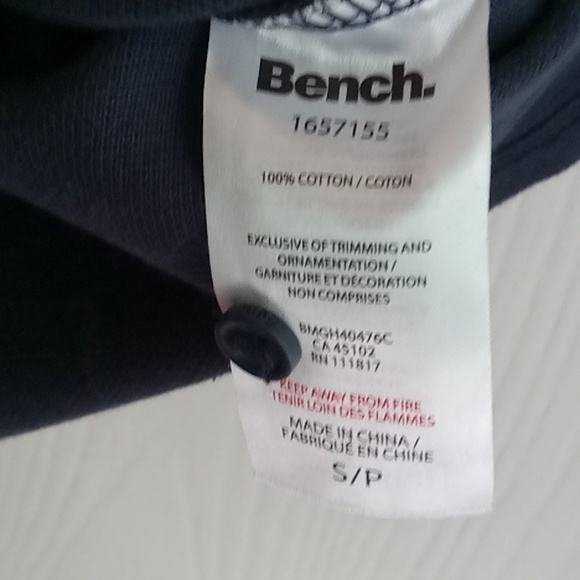 Bench.
1657155
100% COTTON / COTON
EXCLUSIVE OF TRIMMING AND
ORNAMENTATION /
GARNITURE ET DÉCORATION
NON COMPRISES
BMGH40476C
CA 45102
RN 111817
KEEP AWAY FROM FIRE
TENIR LOIN DES FLAMMES
MADE IN CHINA /
FABRIQUÉ EN CHINE
S/P